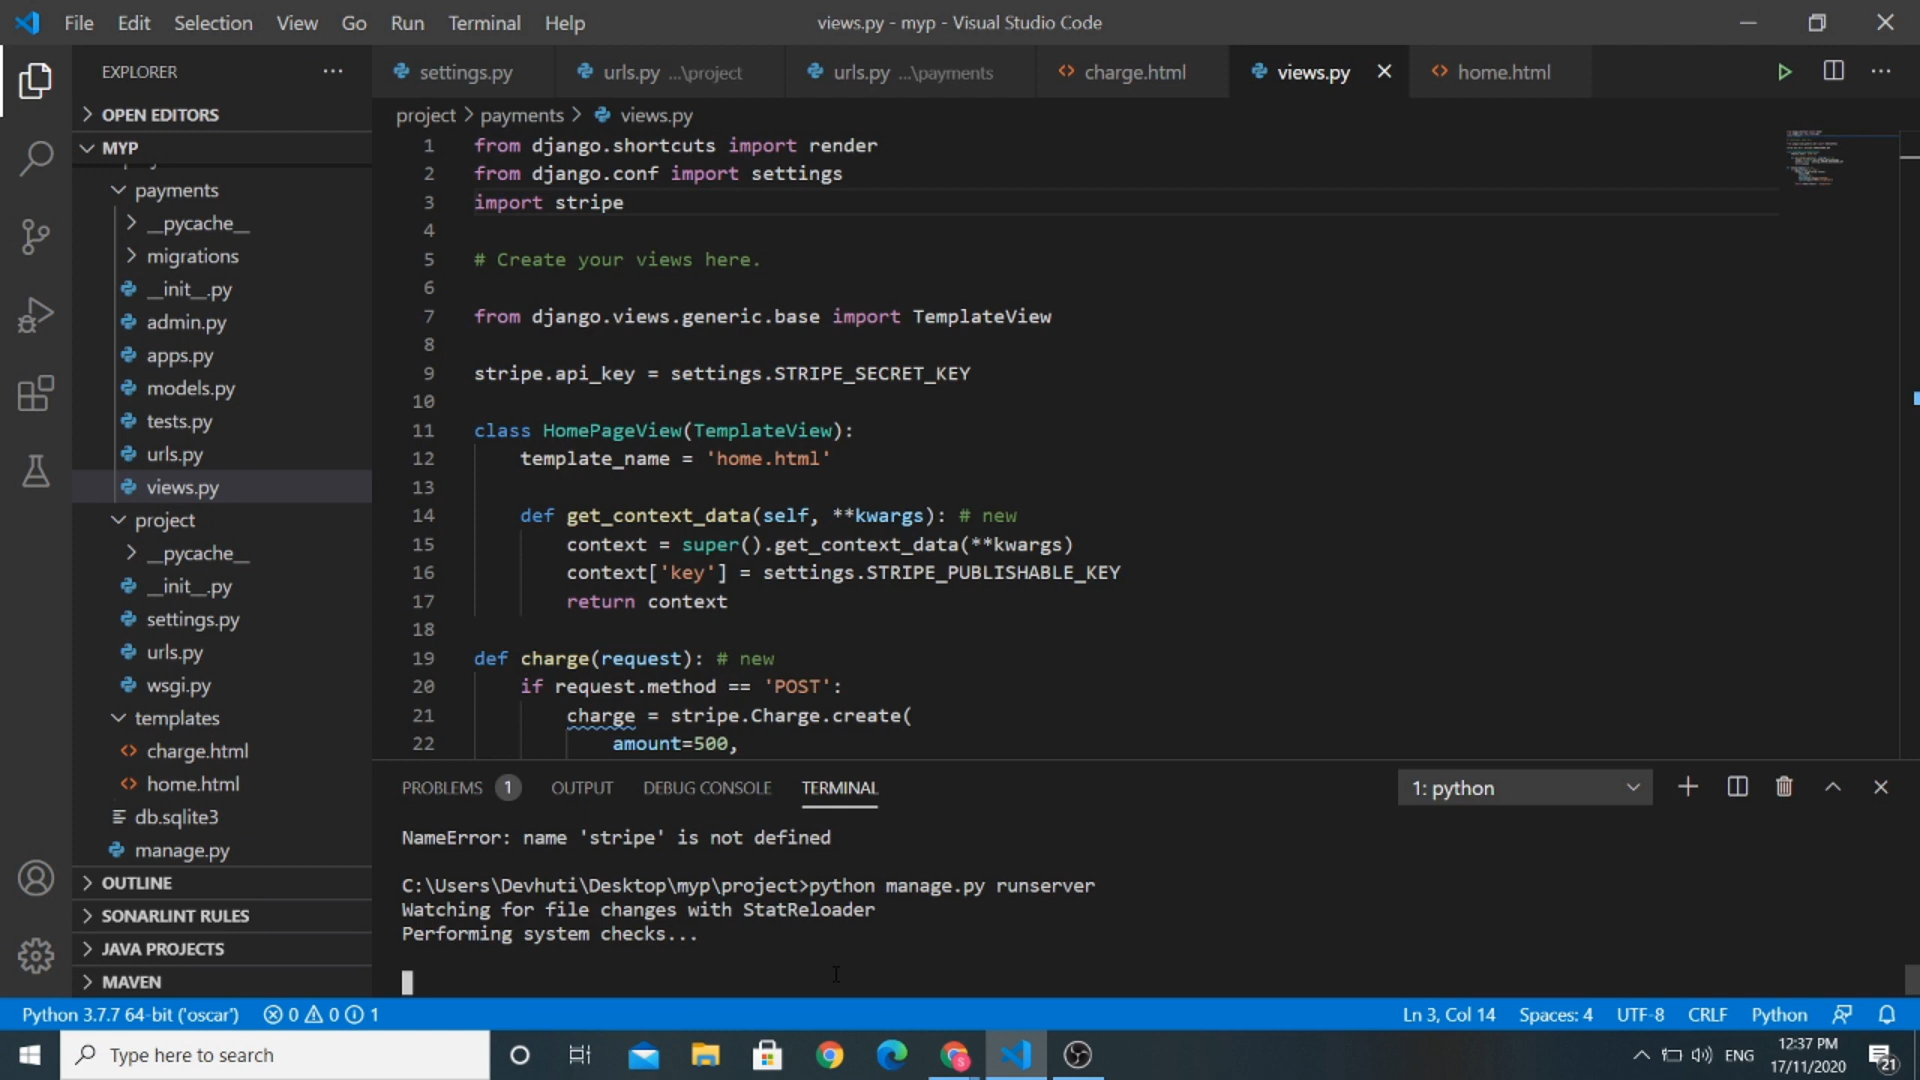 File Edit Selection View Go Run Terminal Help
views.py - myp - Visual Studio Code
EXPLORER
settings.py
urls.py ...\project
urls.py ...\payments
charge.html
views.py
home.html
OPEN EDITORS
MYP
payments
__pycache__
migrations
__init__.py
admin.py
apps.py
models.py
tests.py
urls.py
views.py
project
__pycache__
__init__.py
settings.py
urls.py
wsgi.py
templates
charge.html
home.html
db.sqlite3
manage.py
OUTLINE
SONARLINT RULES
JAVA PROJECTS
MAVEN
project > payments > views.py
1 from django.shortcuts import render
2 from django.conf import settings
3 import stripe
4
5 # Create your views here.
6
7 from django.views.generic.base import TemplateView
8
9 stripe.api_key = settings.STRIPE_SECRET_KEY
10
11 class HomePageView(TemplateView):
12 template_name = 'home.html'
13
14 def get_context_data(self, **kwargs): # new
15 context = super().get_context_data(**kwargs)
16 context['key'] = settings.STRIPE_PUBLISHABLE_KEY
17 return context
18
19 def charge(request): # new
20 if request.method == 'POST':
21 charge = stripe.Charge.create(
22 amount=500,
PROBLEMS 1 OUTPUT DEBUG CONSOLE TERMINAL
1: python
NameError: name 'stripe' is not defined
C:\Users\Devhuti\Desktop\myp\project>python manage.py runserver
Watching for file changes with StatReloader
Performing system checks...
Python 3.7.7 64-bit ('oscar') 0 0 1
Ln 3, Col 14 Spaces: 4 UTF-8 CRLF Python
Type here to search
ENG
12:37 PM
17/11/2020
21